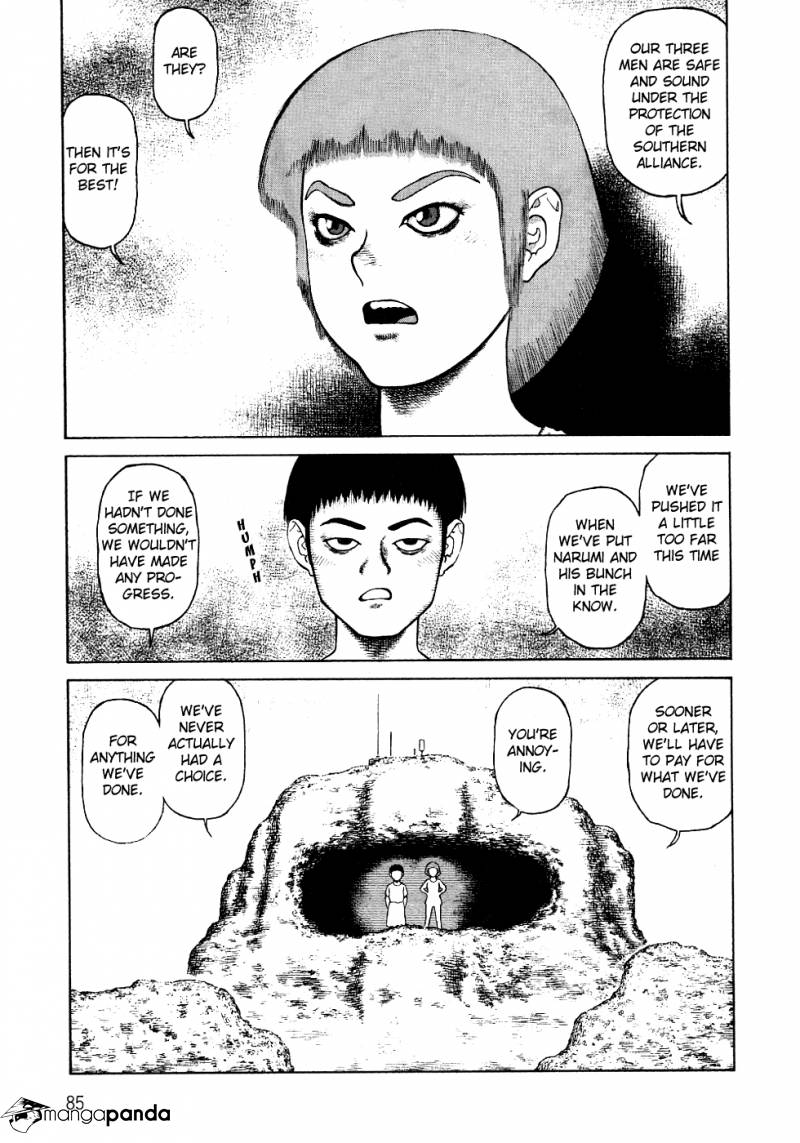 OUR THREE
MEN ARE SAFE
AND SOUND
UNDER THE
PROTECTION
OF THE
SOUTHERN
ALLIANCE.
ARE
THEY?
THEN IT'S
FOR THE
BEST!
WE'VE
PUSHED IT
A LITTLE
TOO FAR
THIS TIME
WHEN
WE'VE PUT
NARUMI AND
HIS BUNCH
IN THE
KNOW.
HUMPH
IF WE
HADN'T DONE
SOMETHING,
WE WOULDN'T
HAVE MADE
ANY PRO-
GRESS.
SOONER
OR LATER,
WE'LL HAVE
TO PAY FOR
WHAT WE'VE
DONE.
YOU'RE
ANNOY-
ING.
WE'VE
NEVER
ACTUALLY
HAD A
CHOICE.
FOR
ANYTHING
WE'VE
DONE.
85
mangapanda